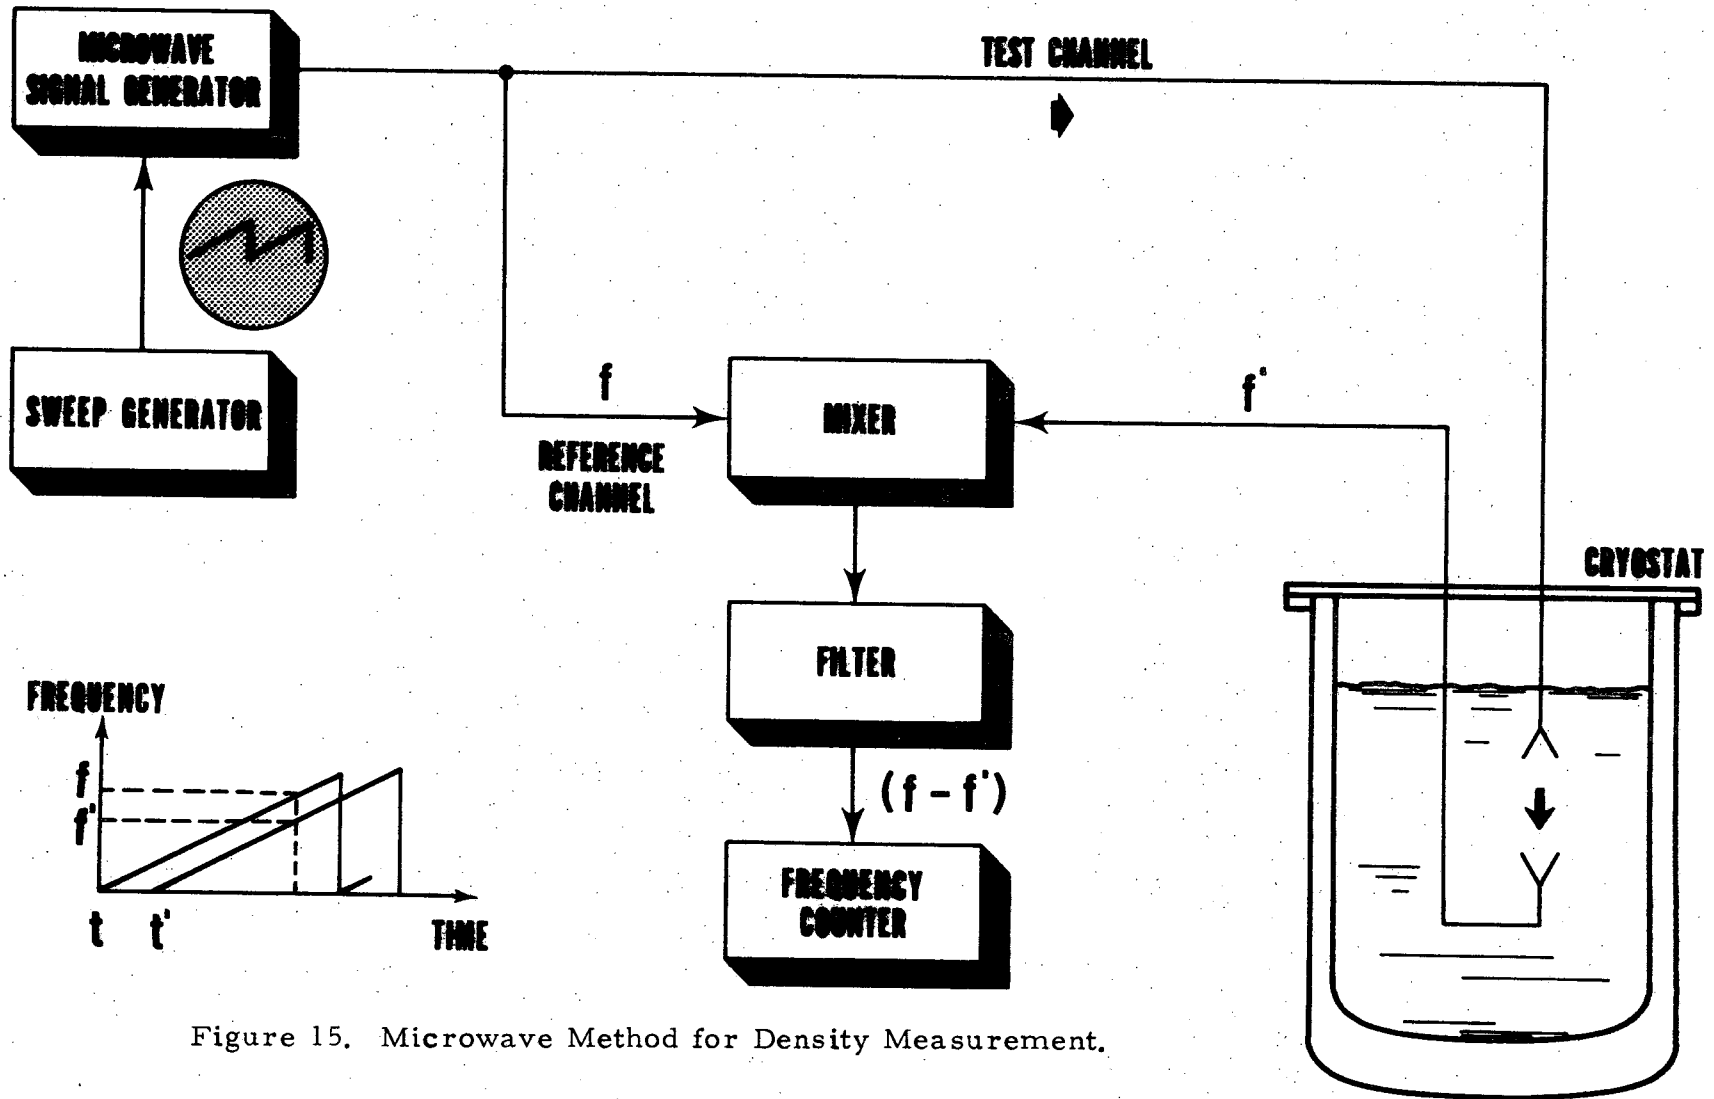 MICROWAVE
SIGNAL GENERATOR
TEST CHANNEL
SWEEP GENERATOR
f
REFERENCE
CHANNEL
MIXER
f'
CRYOSTAT
FILTER
(f - f')
FREQUENCY
COUNTER
FREQUENCY
f
f'
t t' TIME
Figure 15. Microwave Method for Density Measurement.